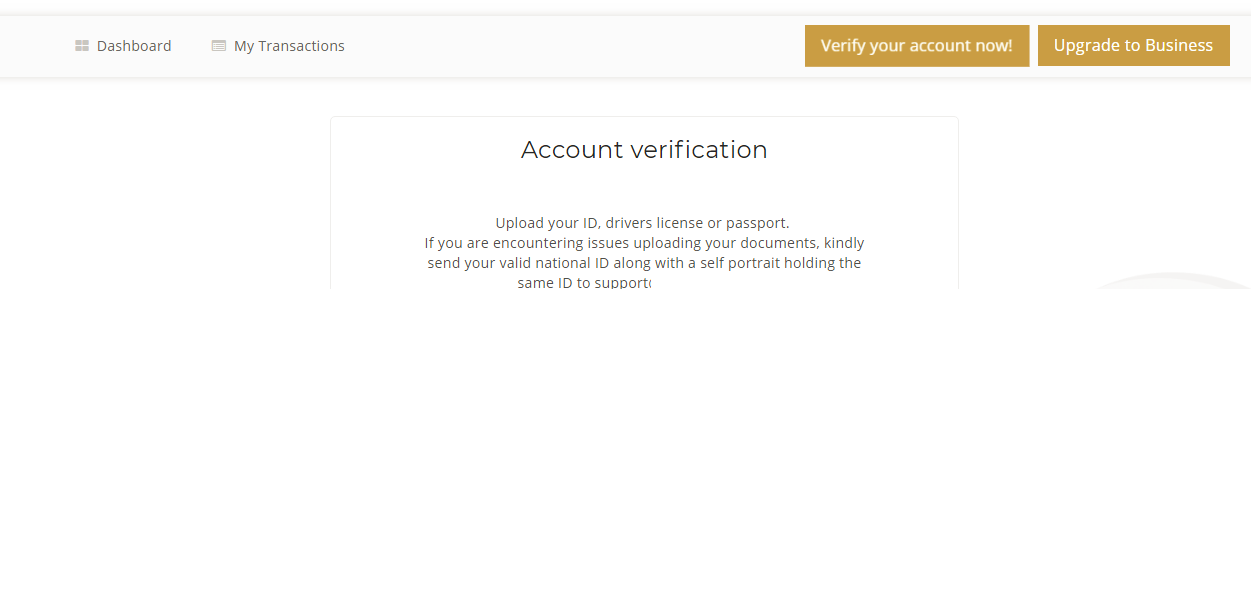 Dashboard
My Transactions
Verify your account now!
Upgrade to Business
Account verification
Upload your ID, drivers license or passport.
If you are encountering issues uploading your documents, kindly
send your valid national ID along with a self portrait holding the
same ID to support